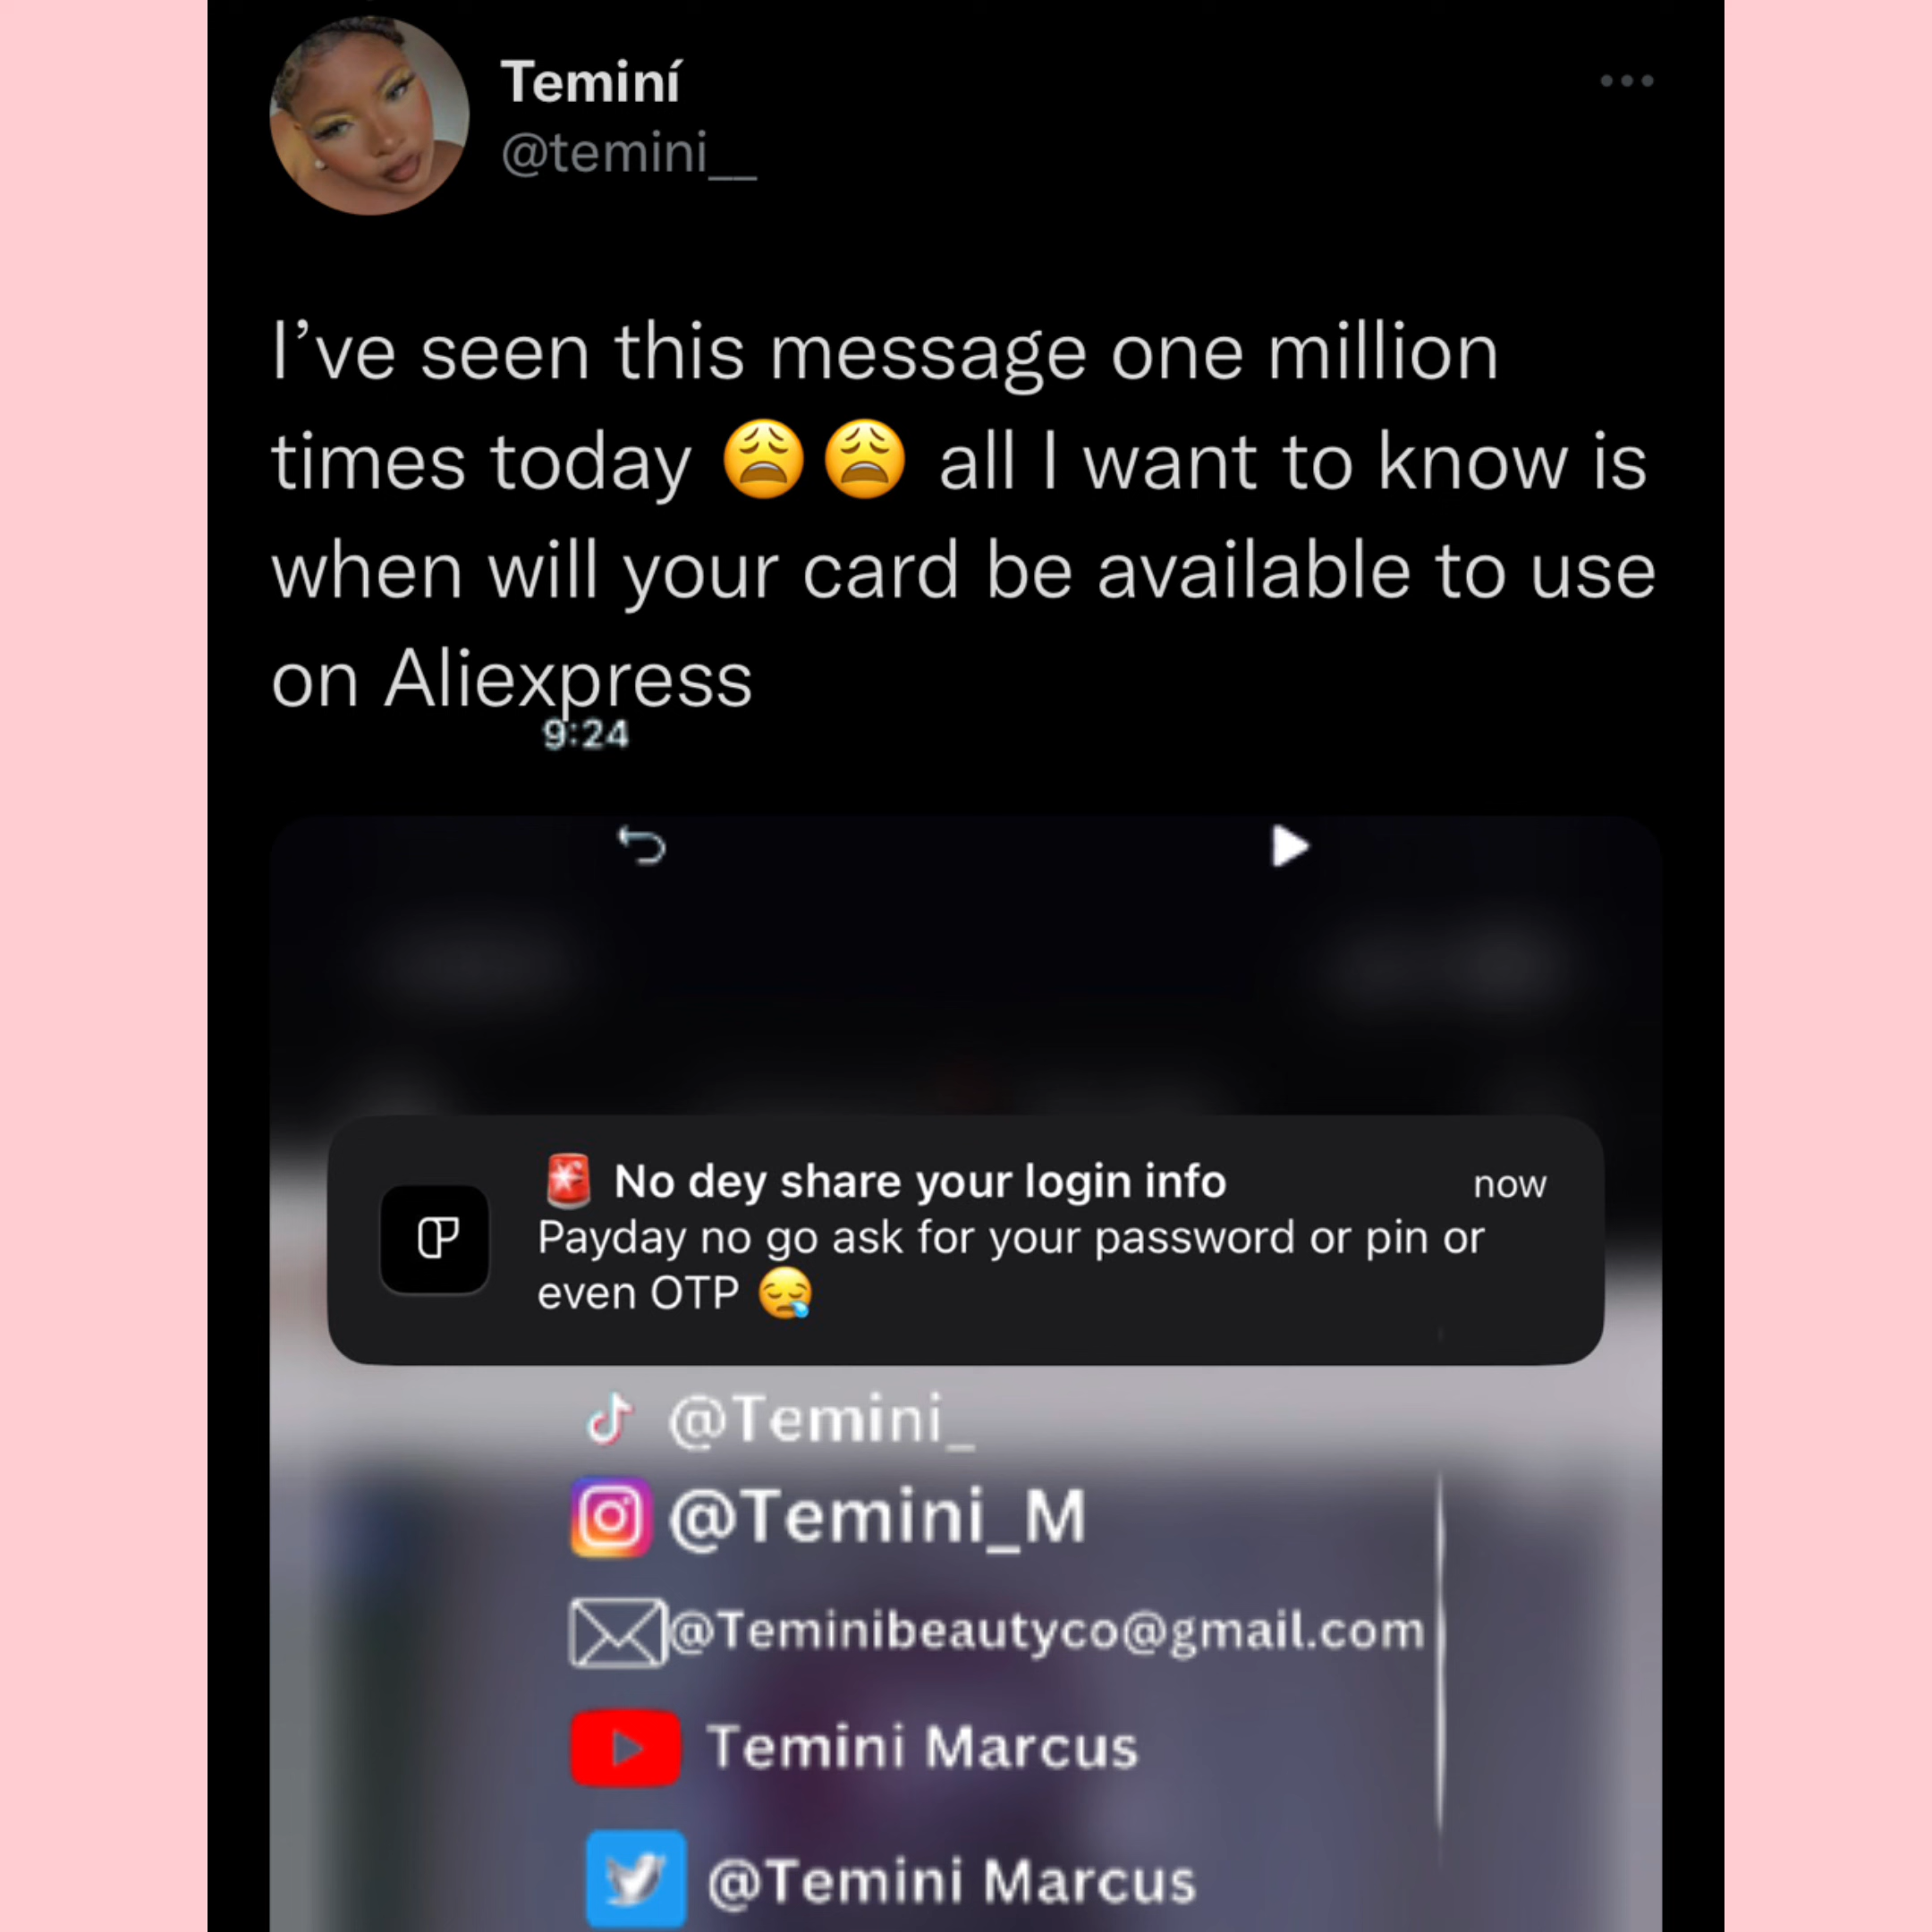 Teminí
@temini__
I’ve seen this message one million
times today 😩😩 all I want to know is
when will your card be available to use
on Aliexpress
9:24
🚨 No dey share your login info
now
Payday no go ask for your password or pin or
even OTP 😪
@Temini_
@Temini_M
@Teminibeautyco@gmail.com
Temini Marcus
@Temini Marcus